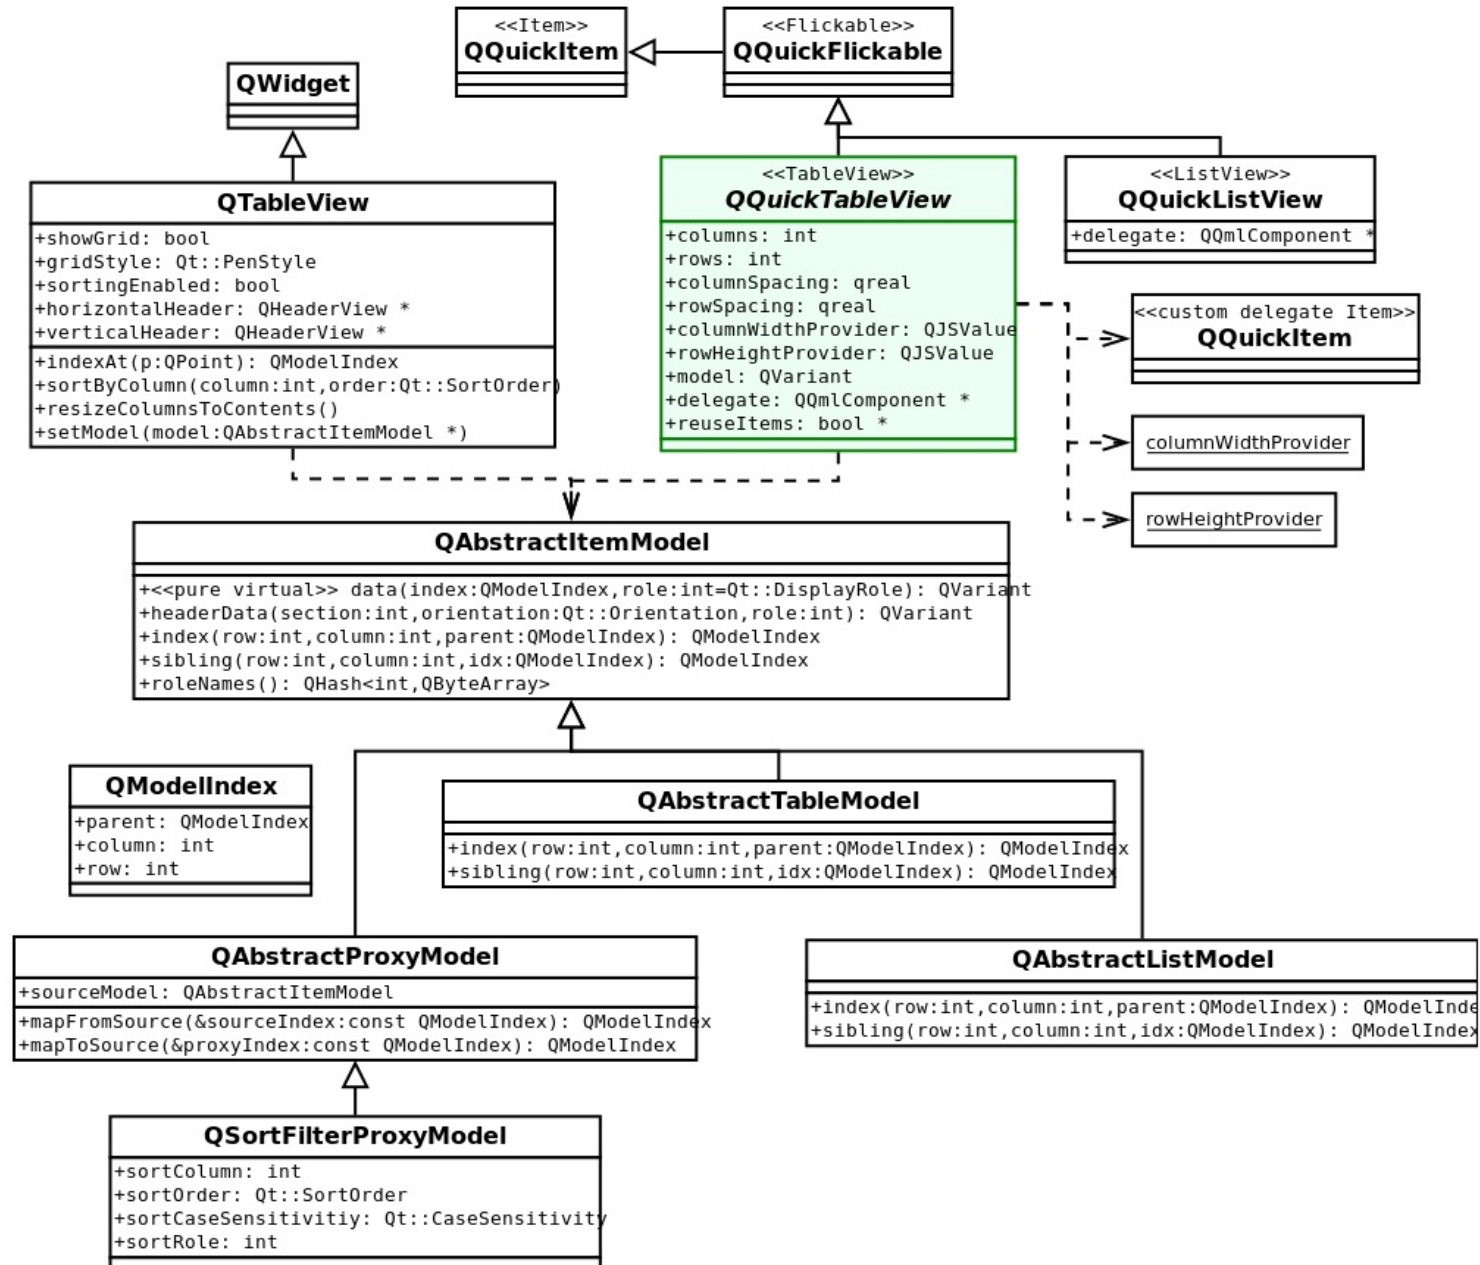 <<Item>>
QQuickItem
<<Flickable>>
QQuickFlickable
QWidget
QTableView
+showGrid: bool
+gridStyle: Qt::PenStyle
+sortingEnabled: bool
+horizontalHeader: QHeaderView *
+verticalHeader: QHeaderView *
+indexAt(p:QPoint): QModelIndex
+sortByColumn(column:int,order:Qt::SortOrder)
+resizeColumnsToContents()
+setModel(model:QAbstractItemModel *)
<<TableView>>
QQuickTableView
+columns: int
+rows: int
+columnSpacing: qreal
+rowSpacing: qreal
+columnWidthProvider: QJSValue
+rowHeightProvider: QJSValue
+model: QVariant
+delegate: QQmlComponent *
+reuseItems: bool *
<<ListView>>
QQuickListView
+delegate: QQmlComponent *
<<custom delegate Item>>
QQuickItem
columnWidthProvider
rowHeightProvider
QAbstractItemModel
+<<pure virtual>> data(index:QModelIndex,role:int=Qt::DisplayRole): QVariant
+headerData(section:int,orientation:Qt::Orientation,role:int): QVariant
+index(row:int,column:int,parent:QModelIndex): QModelIndex
+sibling(row:int,column:int,idx:QModelIndex): QModelIndex
+roleNames(): QHash<int,QByteArray>
QModelIndex
+parent: QModelIndex
+column: int
+row: int
QAbstractTableModel
+index(row:int,column:int,parent:QModelIndex): QModelIndex
+sibling(row:int,column:int,idx:QModelIndex): QModelIndex
QAbstractProxyModel
+sourceModel: QAbstractItemModel
+mapFromSource(&sourceIndex:const QModelIndex): QModelIndex
+mapToSource(&proxyIndex:const QModelIndex): QModelIndex
QAbstractListModel
+index(row:int,column:int,parent:QModelIndex): QModelInde
+sibling(row:int,column:int,idx:QModelIndex): QModelIndex
QSortFilterProxyModel
+sortColumn: int
+sortOrder: Qt::SortOrder
+sortCaseSensitivitiy: Qt::CaseSensitivity
+sortRole: int